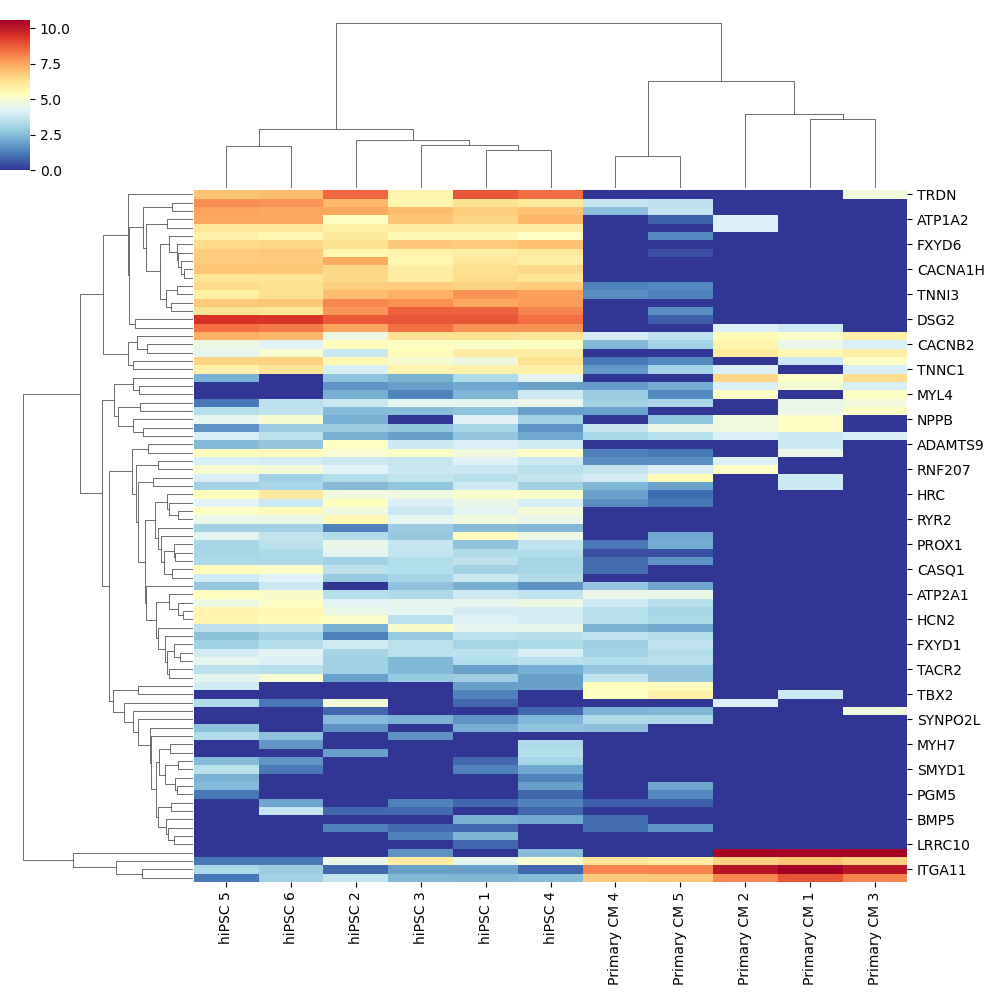 10.0
7.5
5.0
2.5
0.0
TRDN
ATP1A2
FXYD6
CACNA1H
TNNI3
DSG2
CACNB2
TNNC1
MYL4
NPPB
ADAMTS9
RNF207
HRC
RYR2
PROX1
CASQ1
ATP2A1
HCN2
FXYD1
TACR2
TBX2
SYNPO2L
MYH7
SMYD1
PGM5
BMP5
LRRC10
ITGA11
hiPSC 5
hiPSC 6
hiPSC 2
hiPSC 3
hiPSC 1
hiPSC 4
Primary CM 4
Primary CM 5
Primary CM 2
Primary CM 1
Primary CM 3